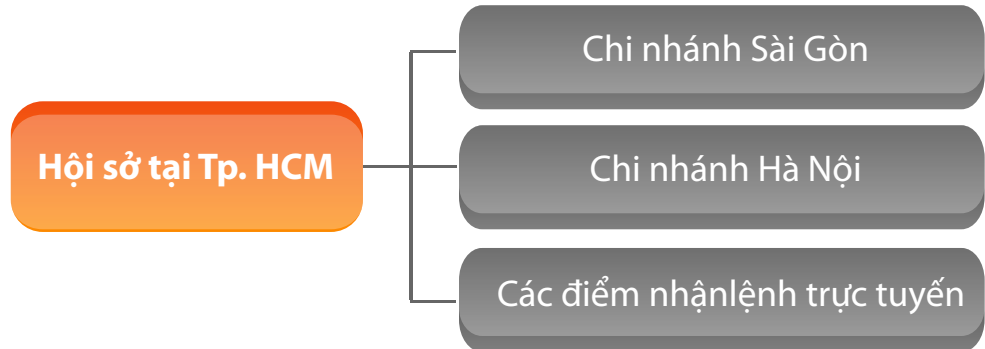 Hội sở tại Tp. HCM
Chi nhánh Sài Gòn
Chi nhánh Hà Nội
Các điểm nhậnlệnh trực tuyến